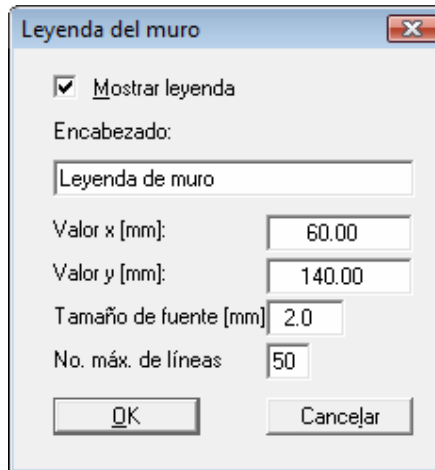 Leyenda del muro
Mostrar leyenda
Encabezado:
Leyenda de muro
Valor x [mm]: 60.00
Valor y [mm]: 140.00
Tamaño de fuente [mm] 2.0
No. máx. de líneas 50
OK Cancelar